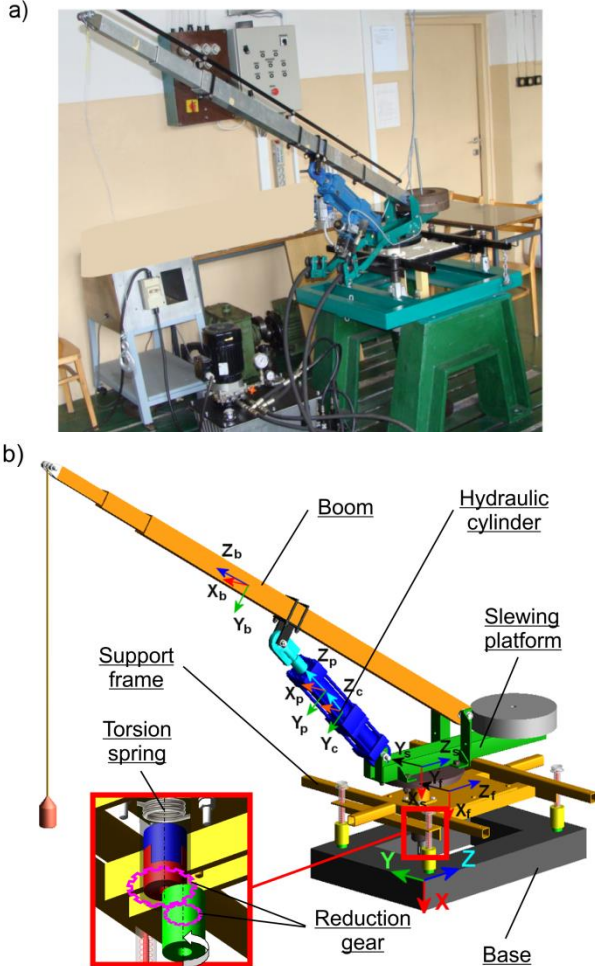 a)
b)
Boom
Hydraulic
cylinder
Zb
Xb
Yb
Slewing
platform
Support
frame
Zp
Xp
Zc
Yp
Yc
Torsion
spring
Ys
Zs
Yf
Xs
Zf
Xf
Y
Z
X
Reduction
gear
Base